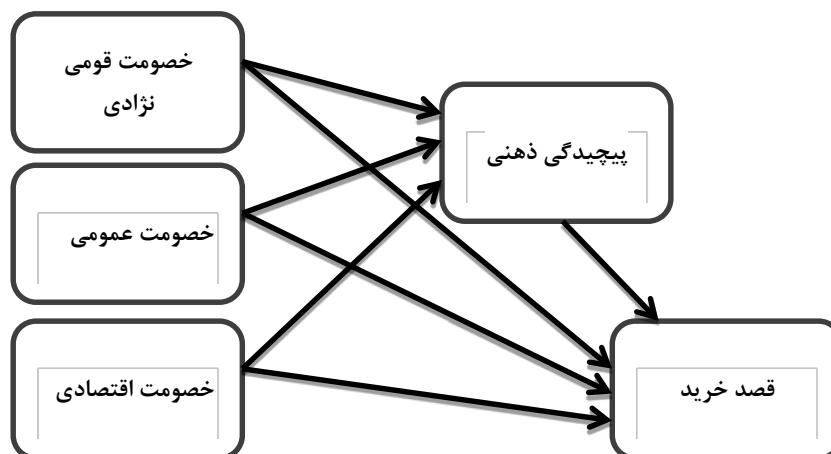 خصومت قومی
نژادی
پیچیدگی ذهنی
خصومت عمومی
خصومت اقتصادی
قصد خرید